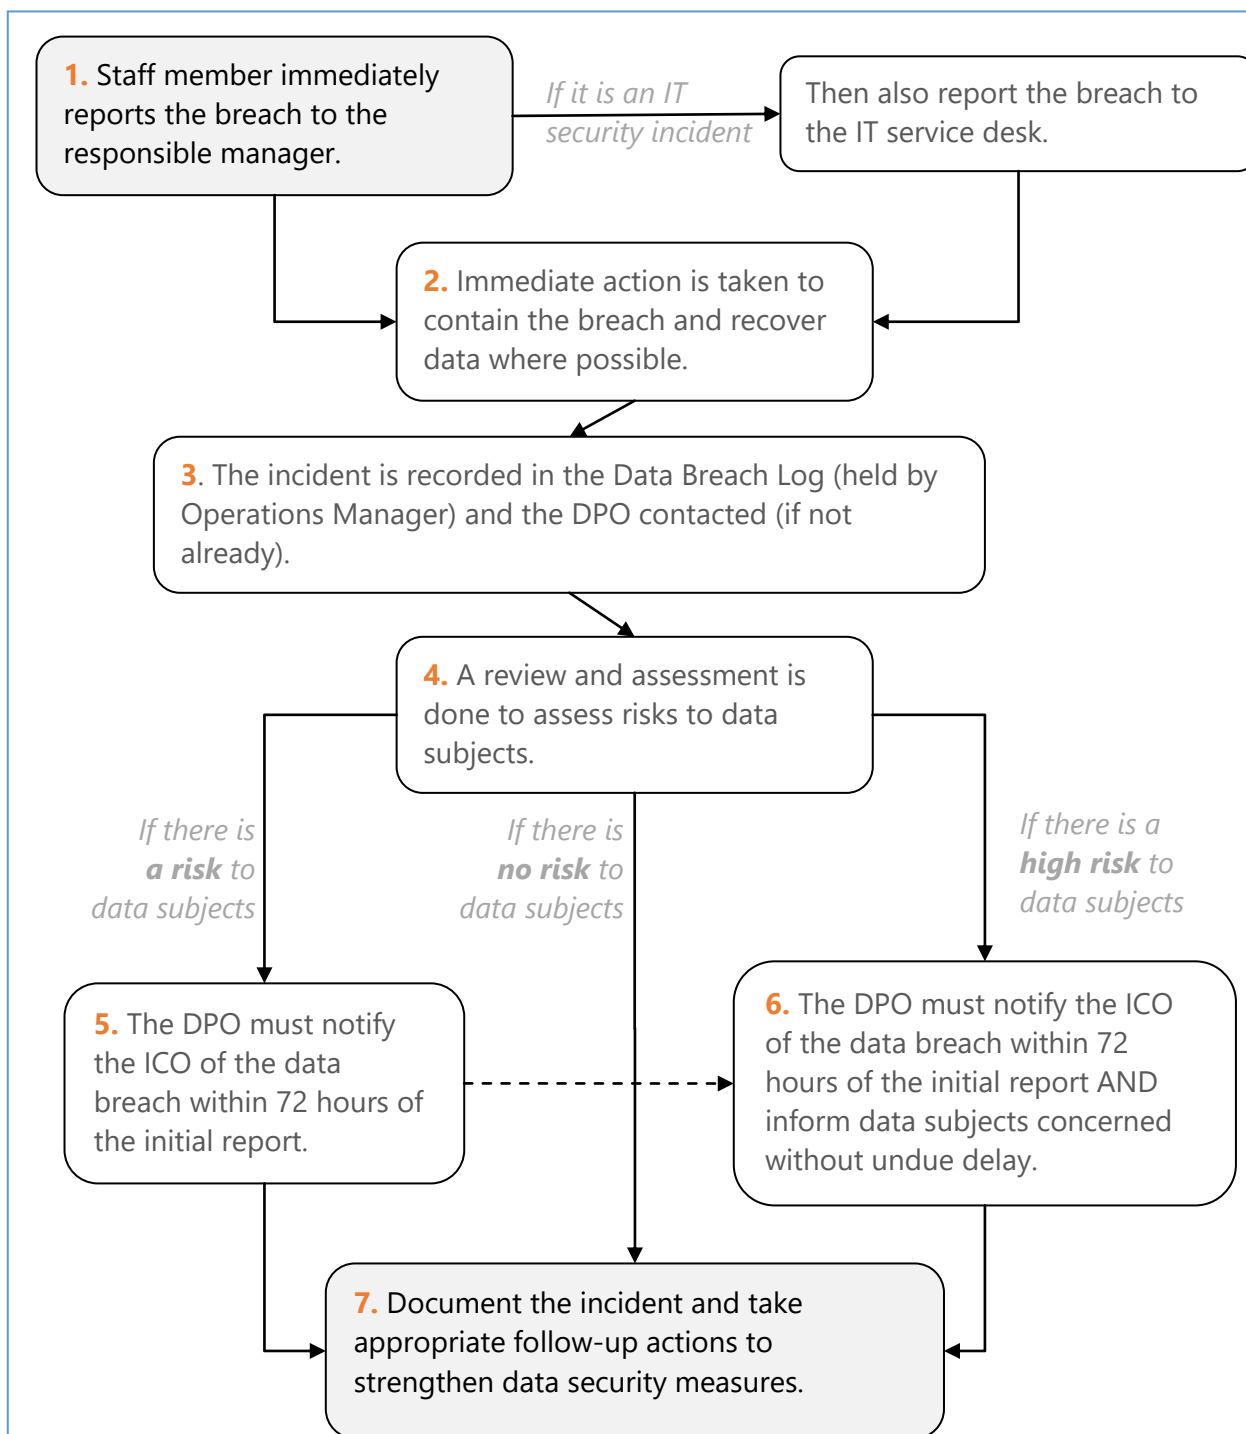 1. Staff member immediately
reports the breach to the
responsible manager.
If it is an IT
security incident
Then also report the breach to
the IT service desk.
2. Immediate action is taken to
contain the breach and recover
data where possible.
3. The incident is recorded in the Data Breach Log (held by
Operations Manager) and the DPO contacted (if not
already).
4. A review and assessment is
done to assess risks to data
subjects.
If there is
a risk to
data subjects
If there is
no risk to
data subjects
If there is a
high risk to
data subjects
5. The DPO must notify
the ICO of the data
breach within 72 hours of
the initial report.
6. The DPO must notify the ICO
of the data breach within 72
hours of the initial report AND
inform data subjects concerned
without undue delay.
7. Document the incident and take
appropriate follow-up actions to
strengthen data security measures.